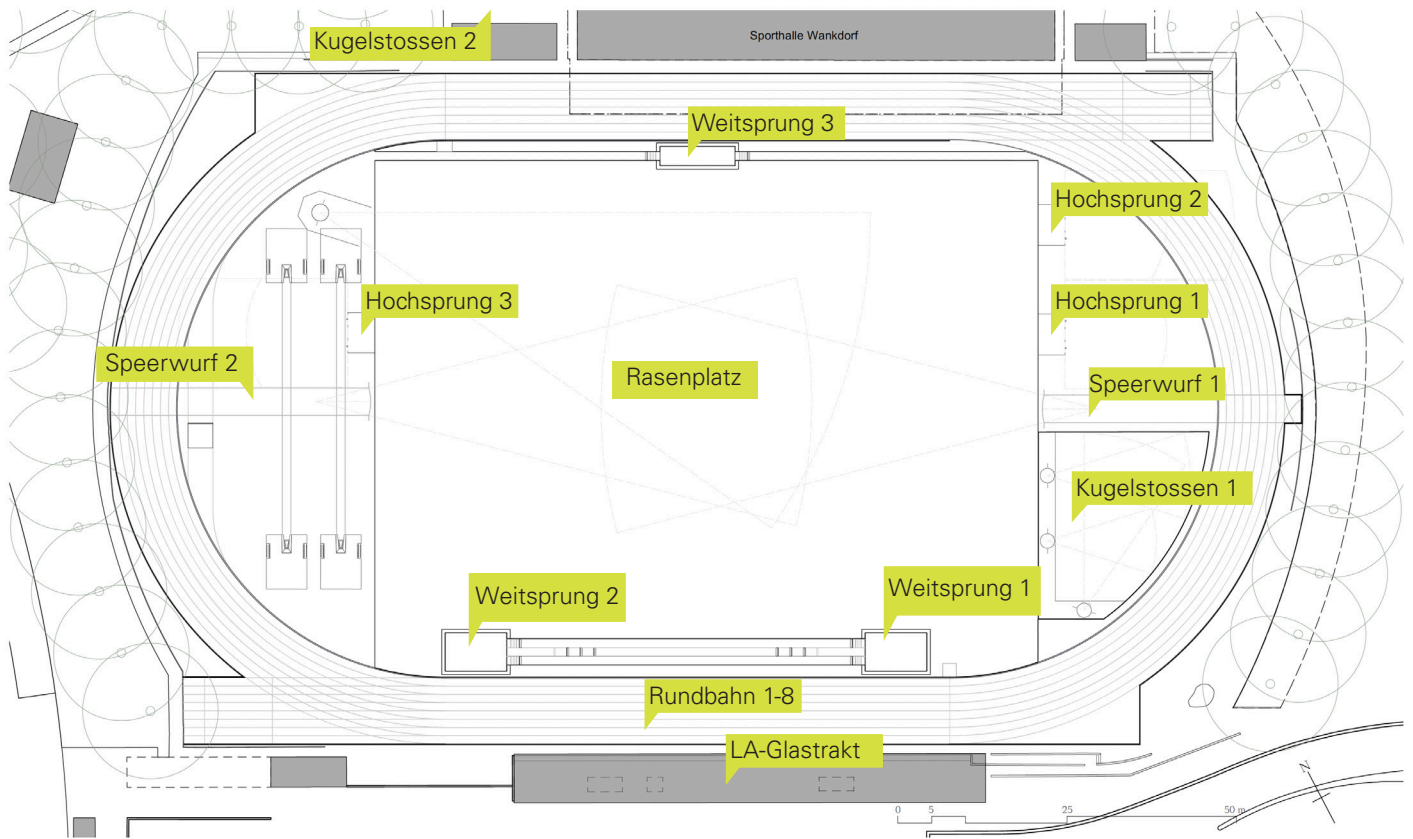 Kugelstossen 2
Sporthalle Wankdorf
Weitsprung 3
Hochsprung 2
Hochsprung 3
Hochsprung 1
Speerwurf 2
Rasenplatz
Speerwurf 1
Kugelstossen 1
Weitsprung 2
Weitsprung 1
Rundbahn 1-8
LA-Glastrakt
N
0 5 25 50 m